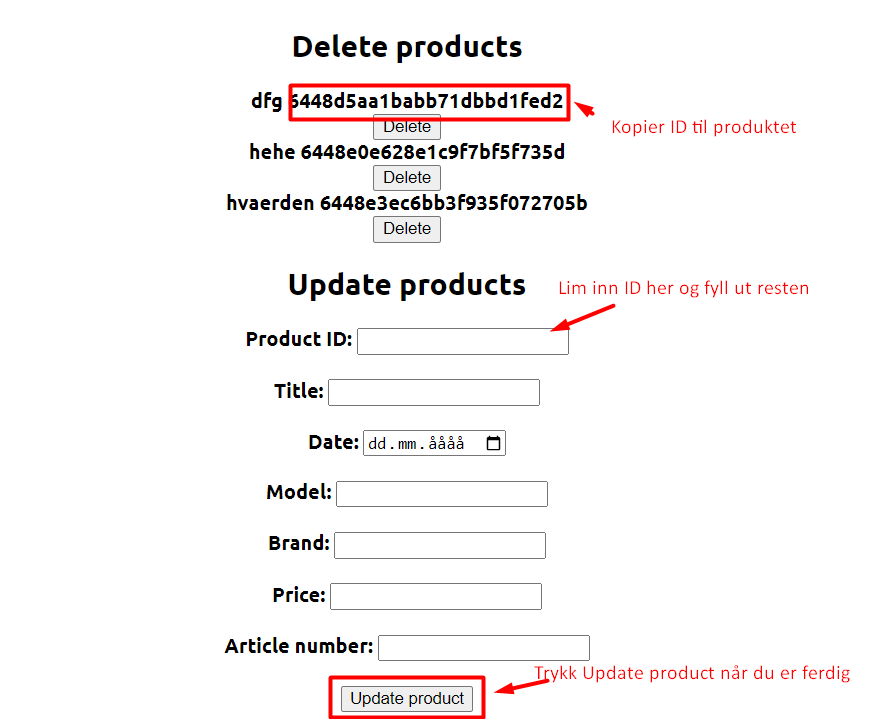 Delete products
dfg 6448d5aa1babb71dbbd1fed2
Delete
Kopier ID til produktet
hehe 6448e0e628e1c9f7bf5f735d
Delete
hvaerden 6448e3ec6bb3f935f072705b
Delete
Update products
Lim inn ID her og fyll ut resten
Product ID:
Title:
Date: dd.mm.åååå
Model:
Brand:
Price:
Article number:
Trykk Update product når du er ferdig
Update product